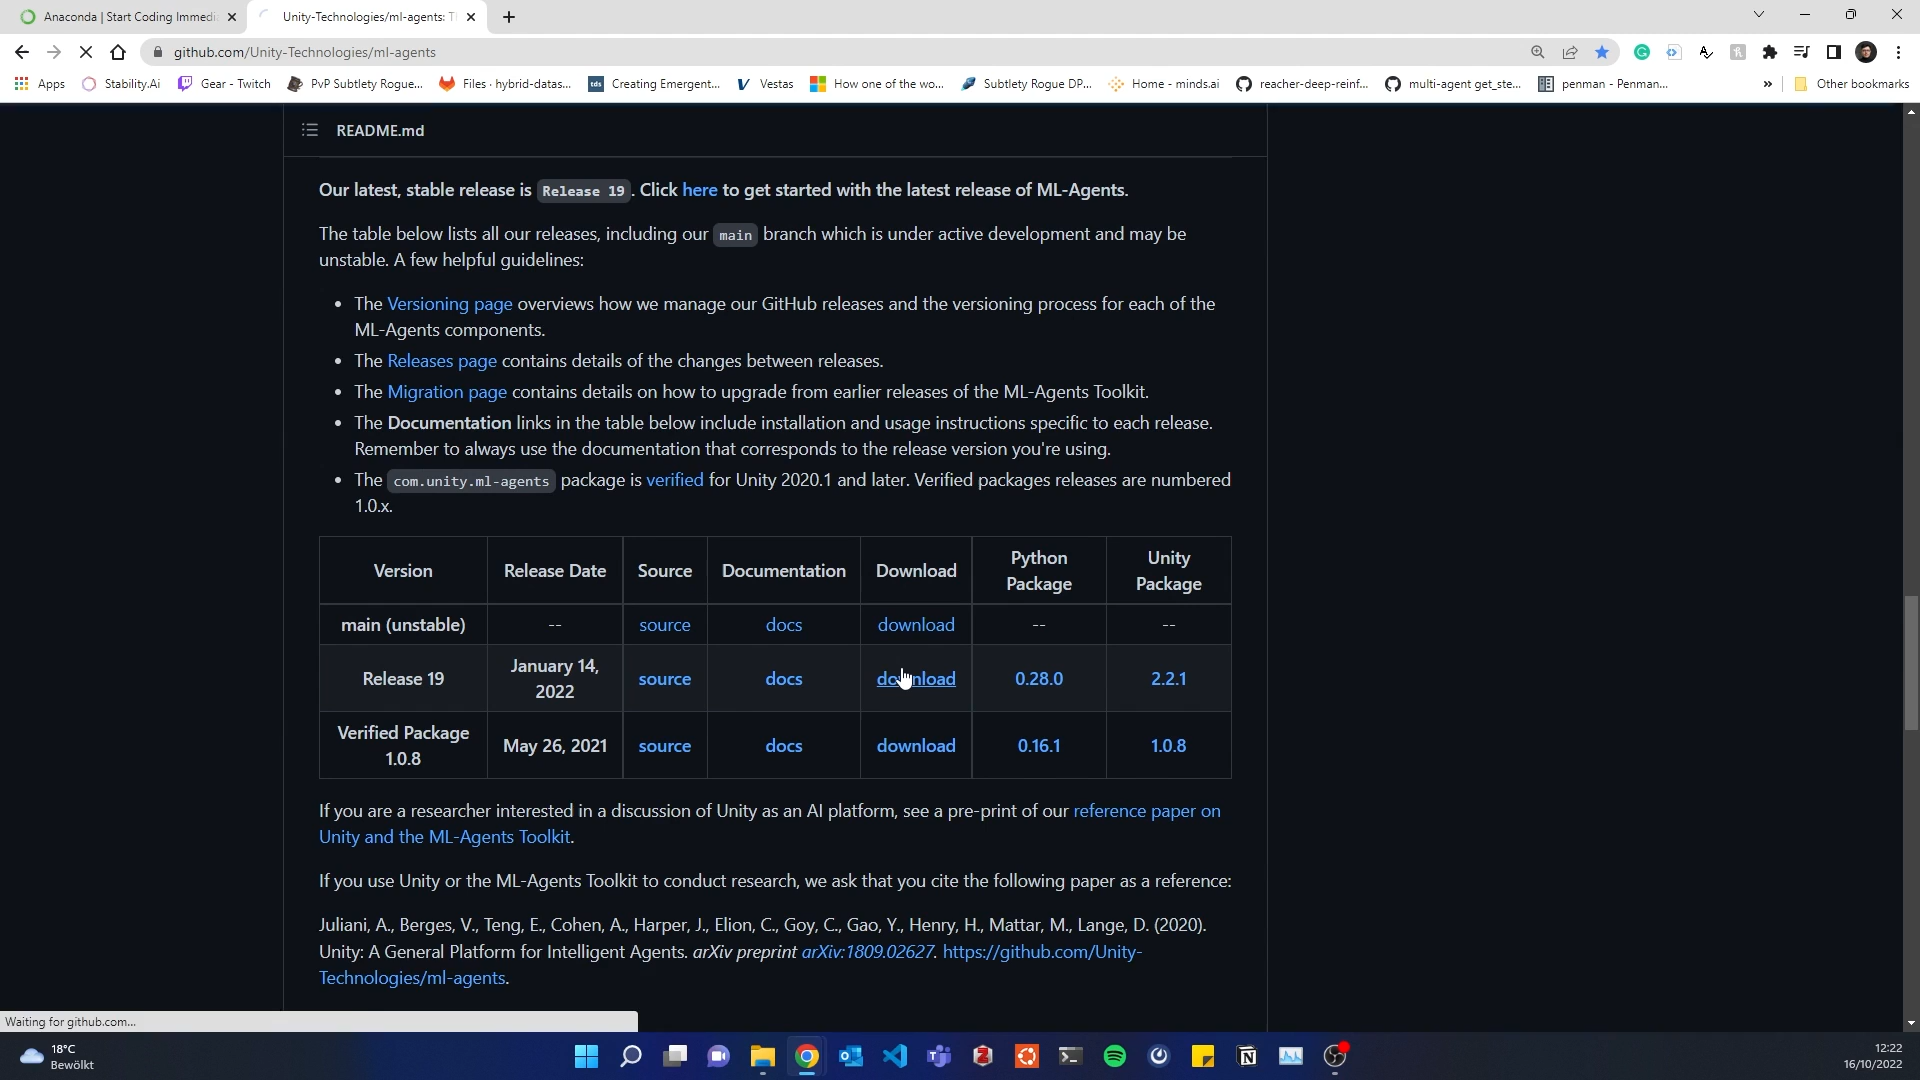 Anaconda | Start Coding Immedi
Unity-Technologies/ml-agents: T
github.com/Unity-Technologies/ml-agents
Apps
Stability.Ai
Gear - Twitch
PvP Subtlety Rogue...
Files · hybrid-datas...
Creating Emergent...
Vestas
How one of the wo...
Subtlety Rogue DP...
Home - minds.ai
reacher-deep-reinf...
multi-agent get_ste...
penman - Penman...
»
Other bookmarks
README.md
Our latest, stable release is Release 19 . Click here to get started with the latest release of ML-Agents.
The table below lists all our releases, including our main branch which is under active development and may be
unstable. A few helpful guidelines:
• The Versioning page overviews how we manage our GitHub releases and the versioning process for each of the
ML-Agents components.
• The Releases page contains details of the changes between releases.
• The Migration page contains details on how to upgrade from earlier releases of the ML-Agents Toolkit.
• The Documentation links in the table below include installation and usage instructions specific to each release.
Remember to always use the documentation that corresponds to the release version you're using.
• The com.unity.ml-agents package is verified for Unity 2020.1 and later. Verified packages releases are numbered
1.0.x.
Version Release Date Source Documentation Download Python Package Unity Package
main (unstable) -- source docs download -- --
Release 19 January 14, 2022 source docs download 0.28.0 2.2.1
Verified Package 1.0.8 May 26, 2021 source docs download 0.16.1 1.0.8
If you are a researcher interested in a discussion of Unity as an AI platform, see a pre-print of our reference paper on
Unity and the ML-Agents Toolkit.
If you use Unity or the ML-Agents Toolkit to conduct research, we ask that you cite the following paper as a reference:
Juliani, A., Berges, V., Teng, E., Cohen, A., Harper, J., Elion, C., Goy, C., Gao, Y., Henry, H., Mattar, M., Lange, D. (2020).
Unity: A General Platform for Intelligent Agents. arXiv preprint arXiv:1809.02627. https://github.com/Unity-
Technologies/ml-agents.
Waiting for github.com...
18°C
Bewölkt
12:22
16/10/2022